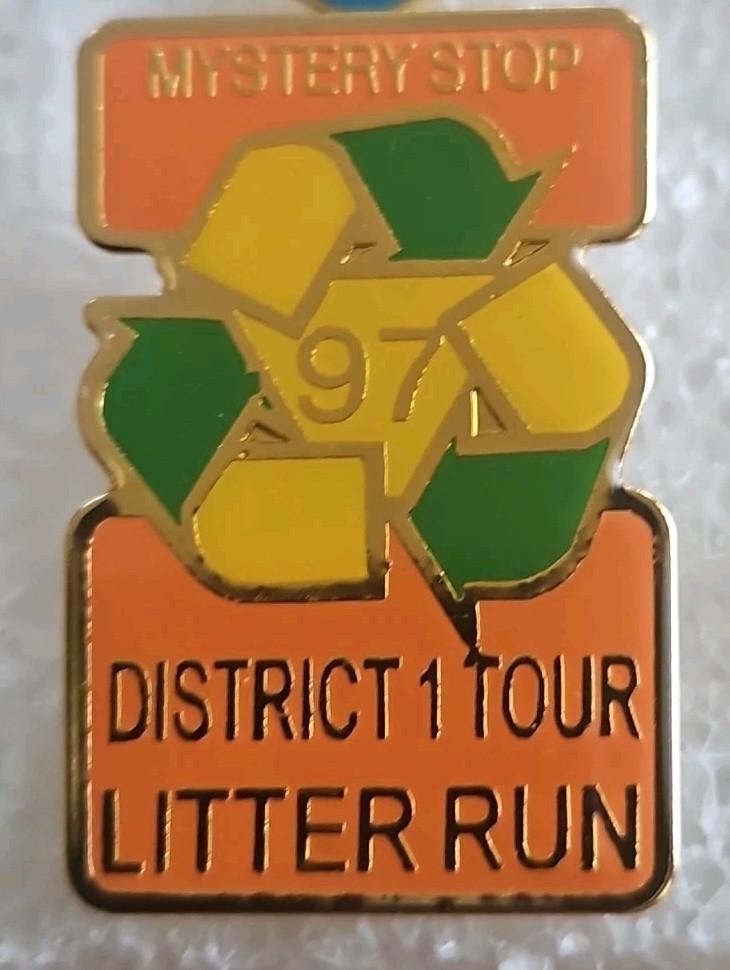 MYSTERY STOP
97
DISTRICT 1 TOUR
LITTER RUN